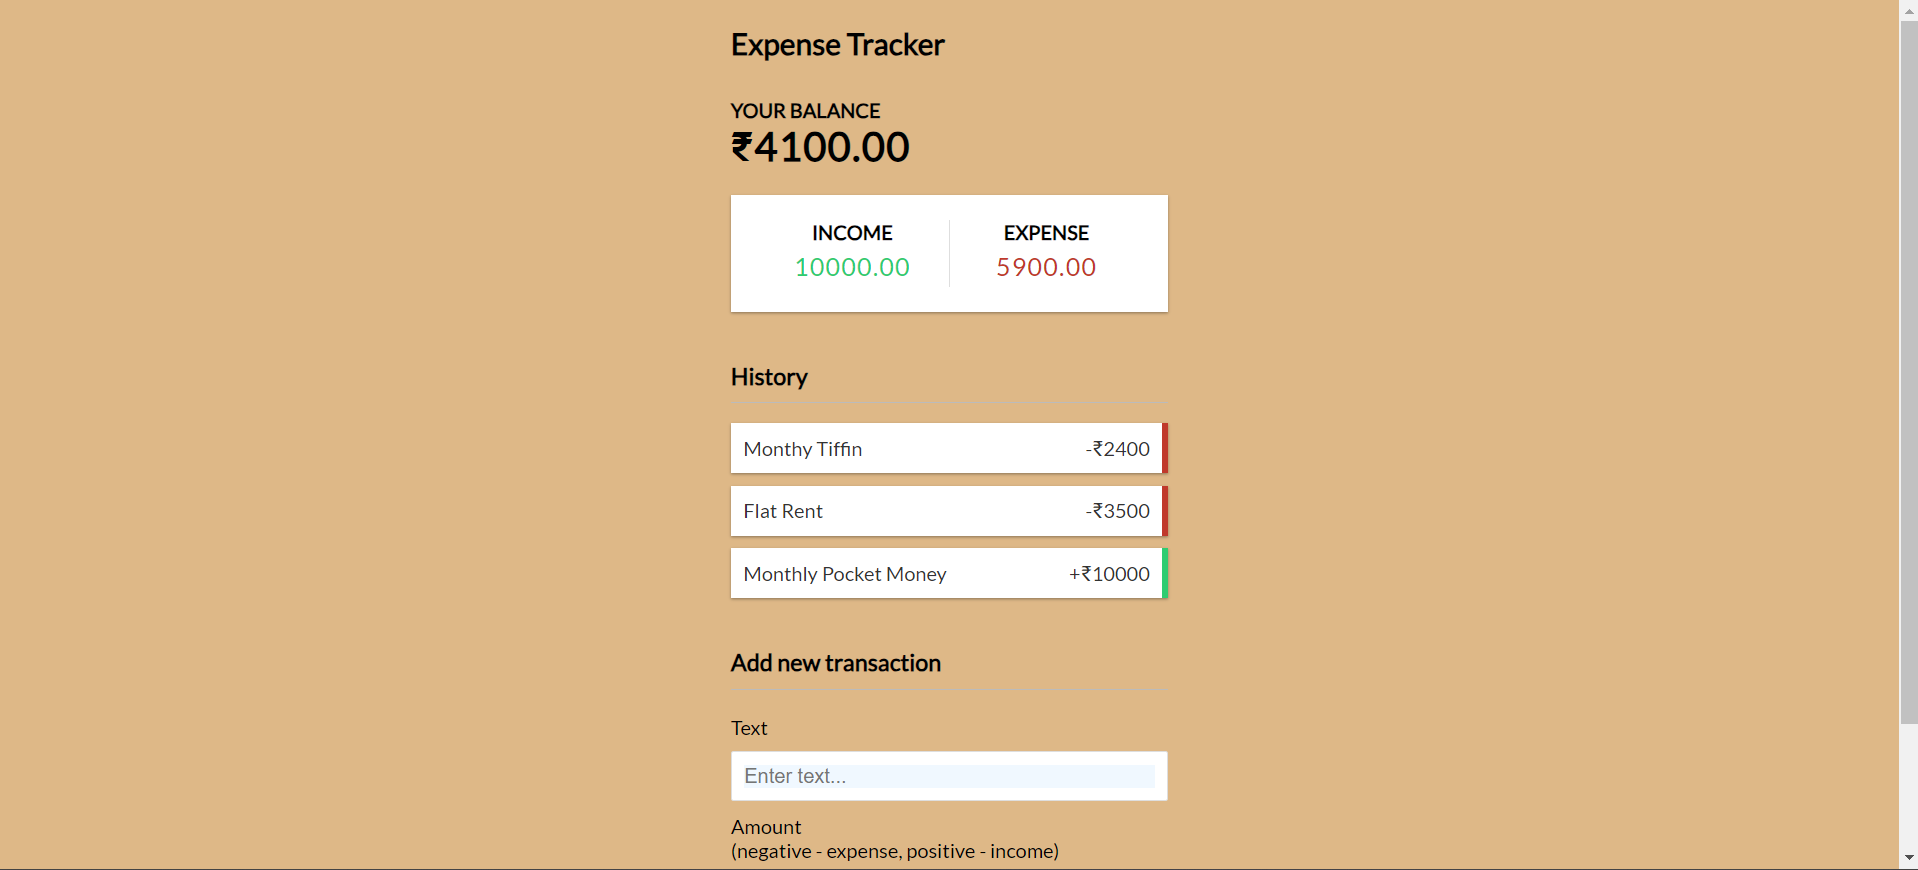 Expense Tracker
YOUR BALANCE
₹4100.00
INCOME EXPENSE
10000.00 5900.00
History
Monthy Tiffin -₹2400
Flat Rent -₹3500
Monthly Pocket Money +₹10000
Add new transaction
Text
Enter text...
Amount
(negative - expense, positive - income)